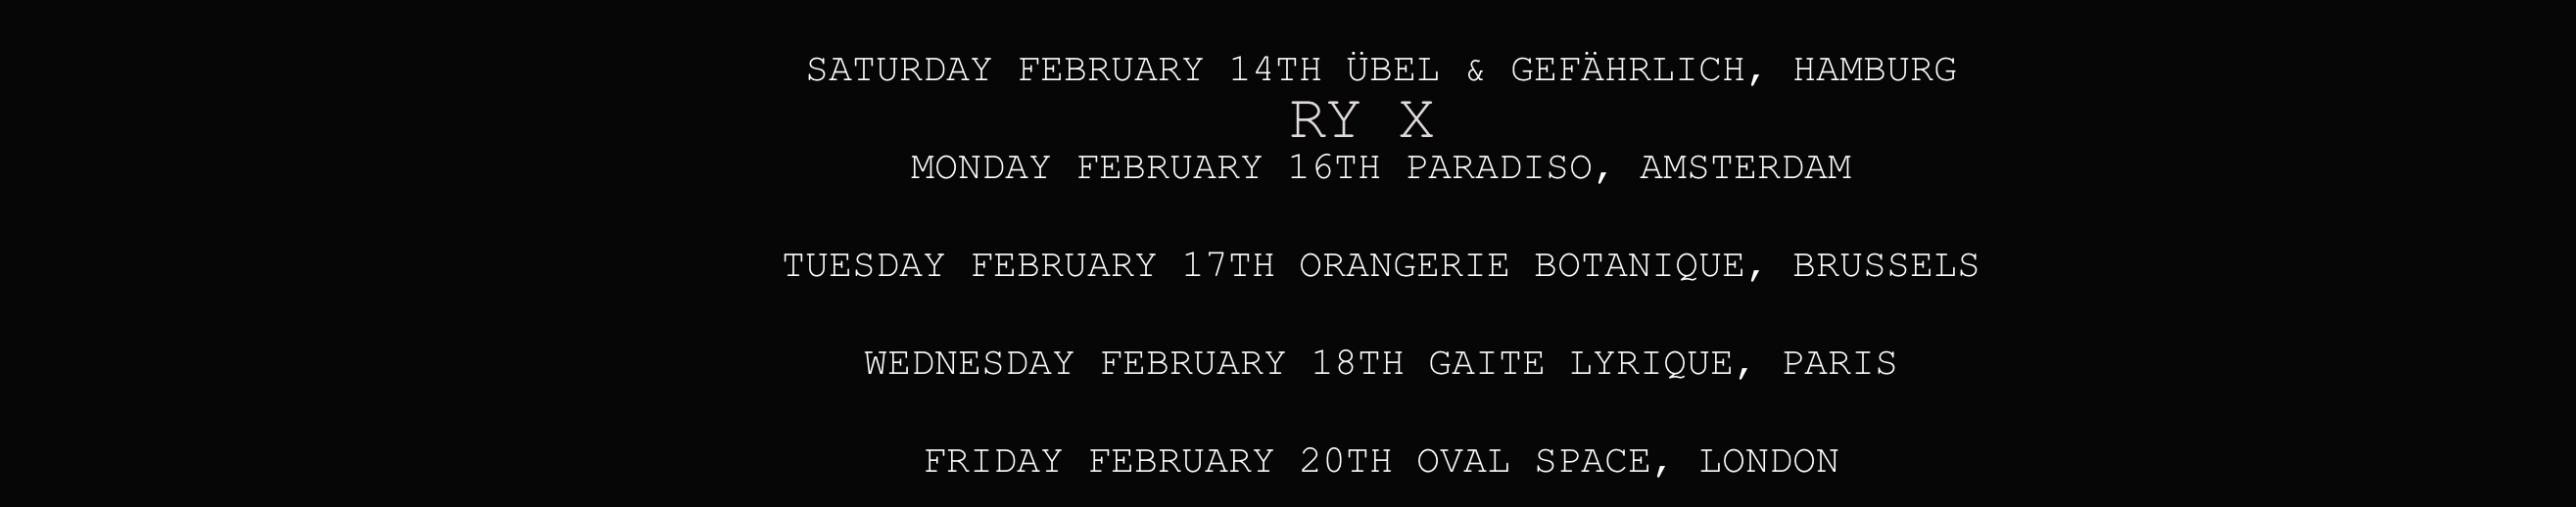 SATURDAY FEBRUARY 14TH ÜBEL & GEFÄHRLICH, HAMBURG
RY X
MONDAY FEBRUARY 16TH PARADISO, AMSTERDAM
TUESDAY FEBRUARY 17TH ORANGERIE BOTANIQUE, BRUSSELS
WEDNESDAY FEBRUARY 18TH GAITE LYRIQUE, PARIS
FRIDAY FEBRUARY 20TH OVAL SPACE, LONDON